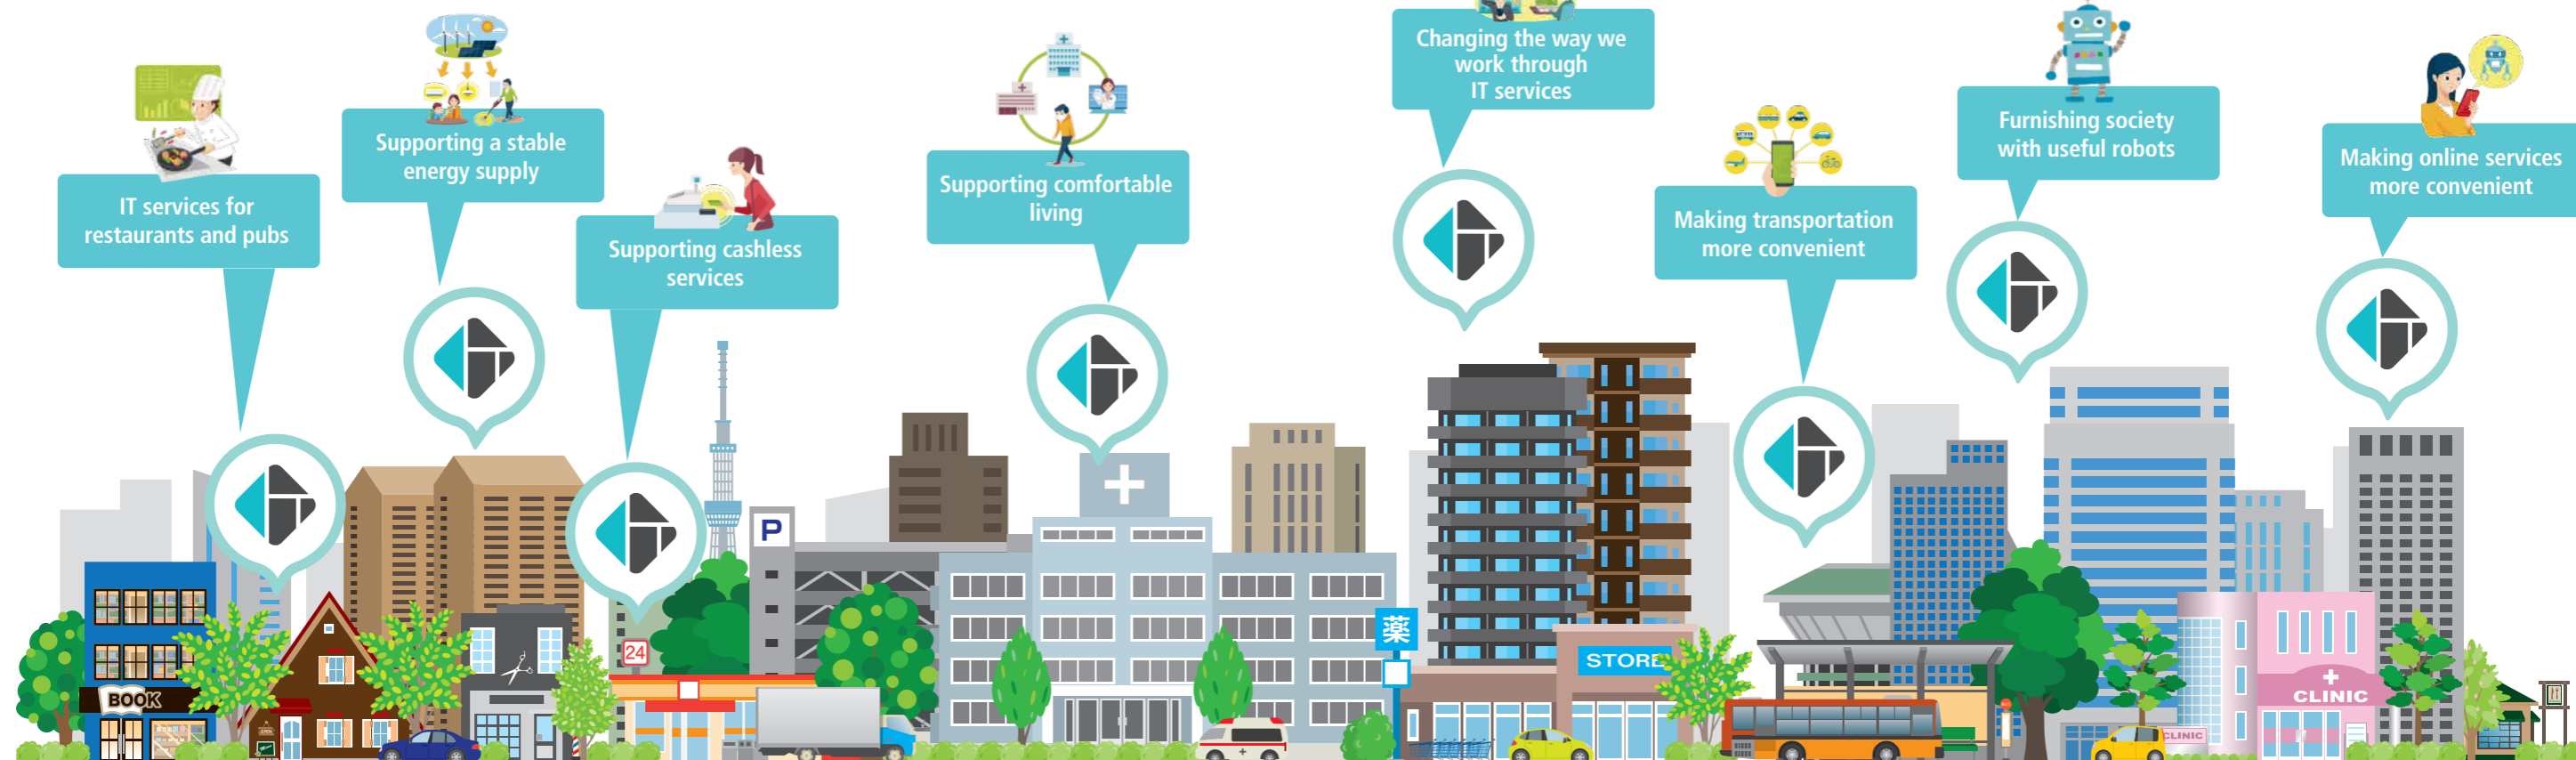 IT services for
restaurants and pubs
Supporting a stable
energy supply
Supporting cashless
services
Supporting comfortable
living
Changing the way we
work through
IT services
Making transportation
more convenient
Furnishing society
with useful robots
Making online services
more convenient
P
24
薬
STORE
BOOK
CLINIC
CLINIC